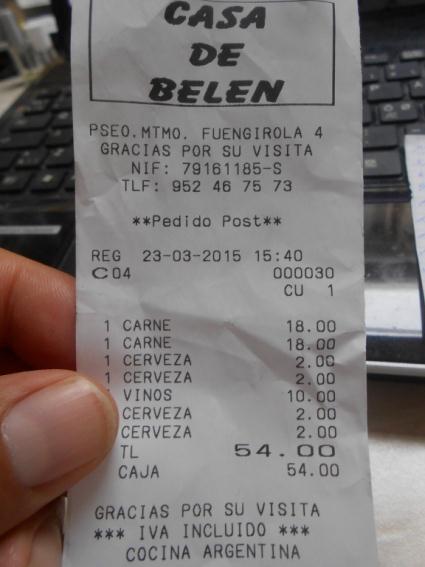 CASA
DE
BELEN
PSEO.MTMO. FUENGIROLA 4
GRACIAS POR SU VISITA
NIF: 79161185-S
TLF: 952 46 75 73
**Pedido Post**
REG 23-03-2015 15:40
C04 000030
CU 1
1 CARNE 18.00
1 CARNE 18.00
1 CERVEZA 2.00
1 CERVEZA 2.00
VINOS 10.00
CERVEZA 2.00
CERVEZA 2.00
TL 54.00
CAJA 54.00
GRACIAS POR SU VISITA
*** IVA INCLUIDO ***
COCINA ARGENTINA